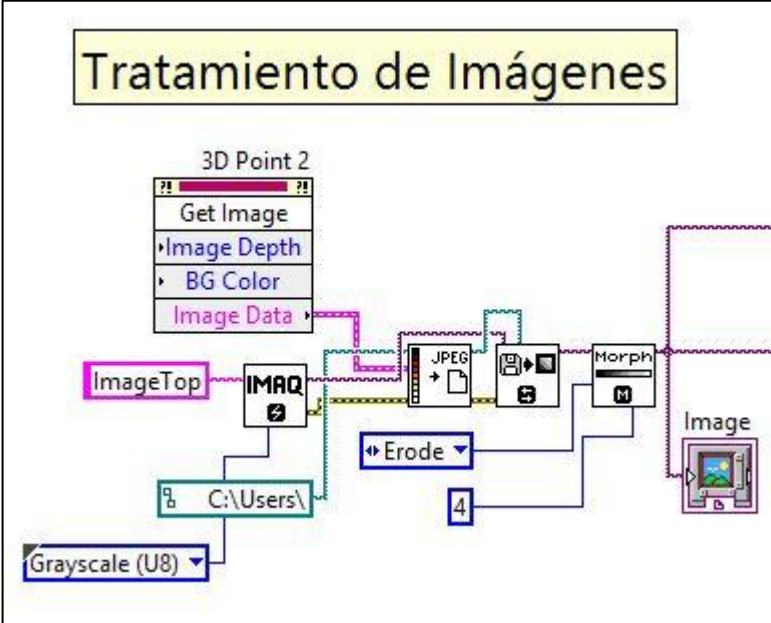 Tratamiento de Imágenes
3D Point 2
?! ?!
Get Image
Image Depth
BG Color
Image Data
ImageTop
IMAQ
JPEG
Morph
M
Image
Erode
C:\Users\
4
Grayscale (U8)